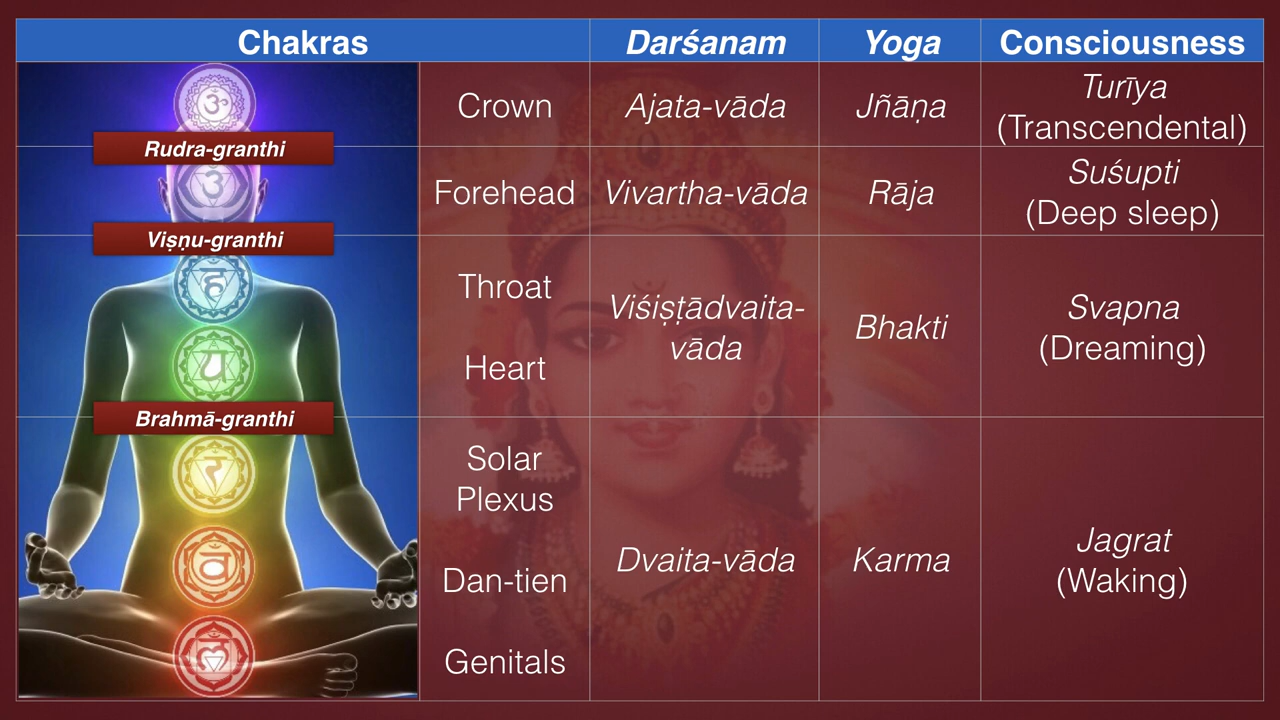 Chakras Darśanam Yoga Consciousness
ॐ
Crown Ajata-vāda Jñāṇa Turīya
(Transcendental)
Rudra-granthi
ॐ
Forehead Vivartha-vāda Rāja Suśupti
(Deep sleep)
Viṣṇu-granthi
हं
Throat
Heart
Viśiṣṭādvaita-
vāda
Bhakti
Svapna
(Dreaming)
यं
Brahmā-granthi
रं
Solar
Plexus
वं
Dan-tien
लं
Genitals
Dvaita-vāda
Karma
Jagrat
(Waking)